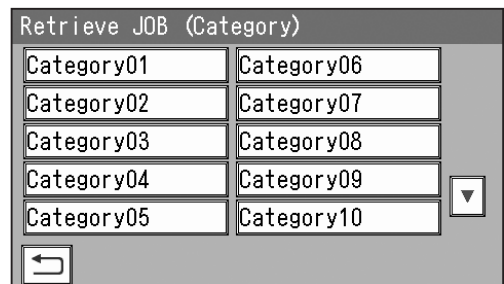 Retrieve JOB (Category)
Category01 Category06
Category02 Category07
Category03 Category08
Category04 Category09
Category05 Category10